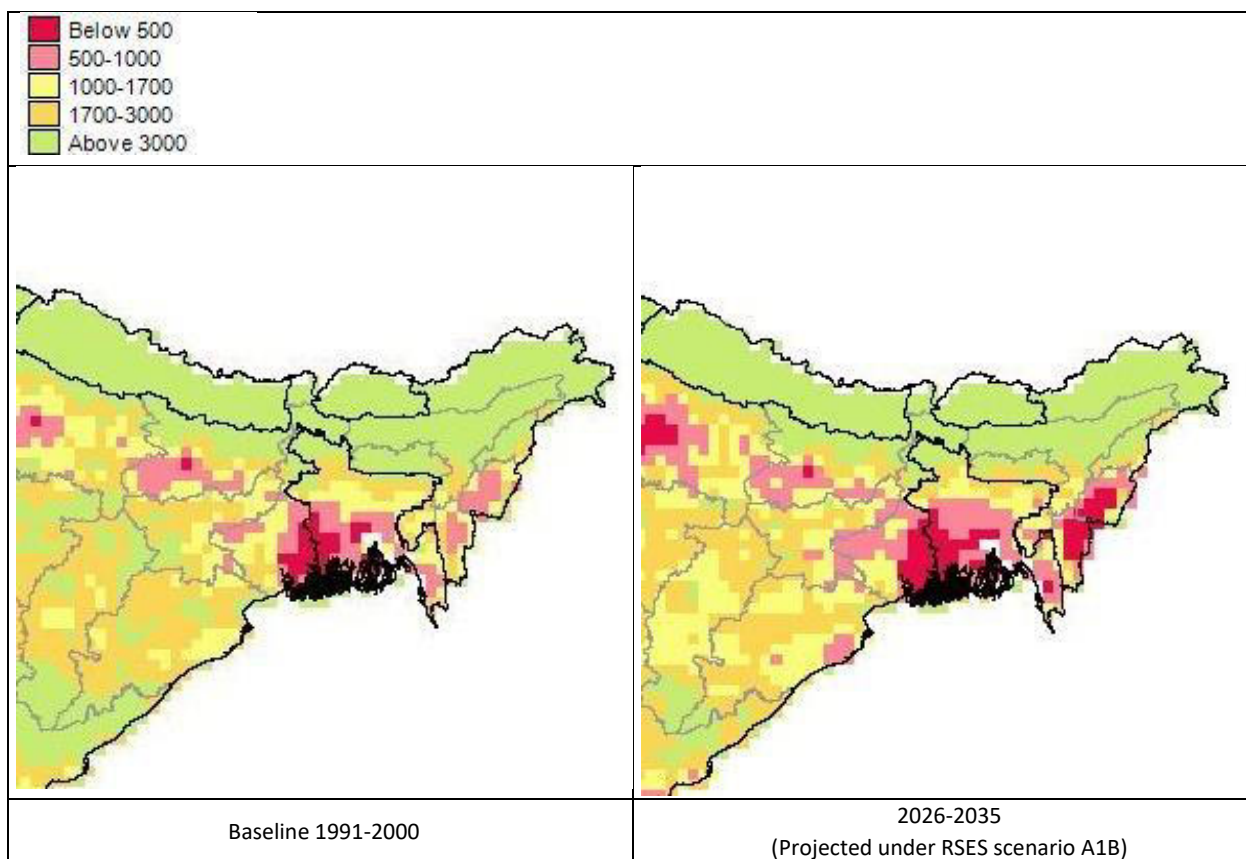 Below 500
500-1000
1000-1700
1700-3000
Above 3000
Baseline 1991-2000
2026-2035
(Projected under RSES scenario A1B)